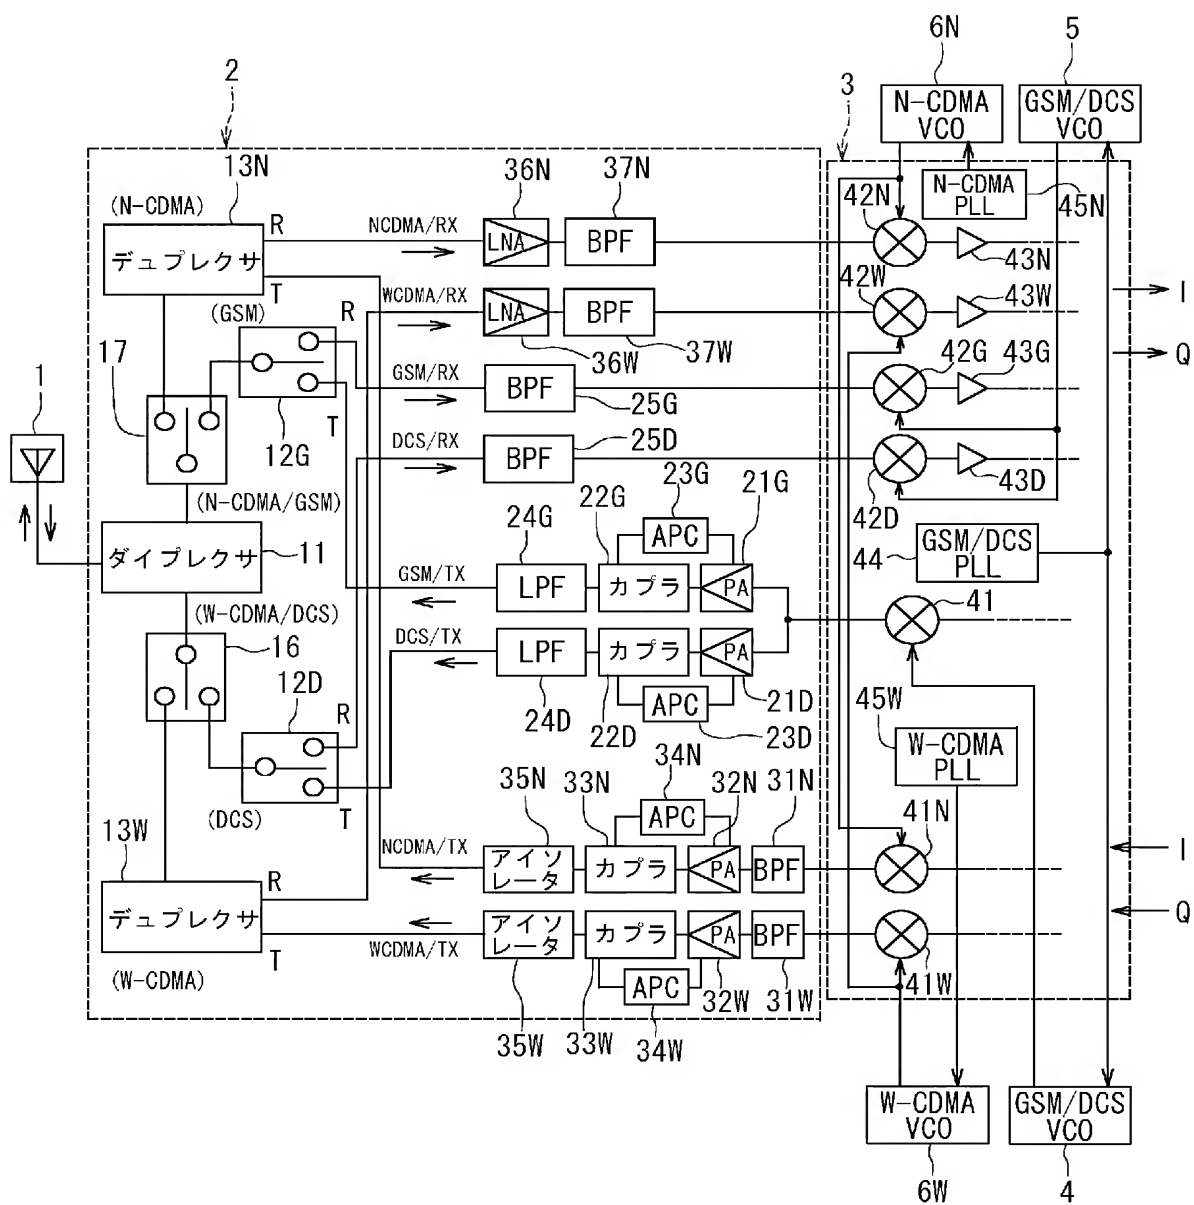 6N
5
N-CDMA
VCO
GSM/DCS
VCO
2
3
13N
36N
37N
42N
N-CDMA
PLL
45N
(N-CDMA)
R
NCDMA/RX
LNA
BPF
デュプレクサ
43N
T
WCDMA/RX
42W
43W
I
(GSM)
R
LNA
BPF
17
36W
37W
42G
43G
Q
GSM/RX
BPF
1
T
25G
12G
DCS/RX
25D
BPF
43D
(N-CDMA/GSM)
23G
21G
42D
24G
22G
APC
44
GSM/DCS
PLL
ダイプレクサ
11
GSM/TX
LPF
カプラ
PA
41
(W-CDMA/DCS)
DCS/TX
LPF
カプラ
PA
16
12D
R
APC
21D
45W
24D
22D
23D
W-CDMA
PLL
34N
35N
33N
32N
31N
(DCS)
T
APC
41N
13W
NCDMA/TX
アイソ
レータ
カプラ
PA
BPF
I
R
デュプレクサ
アイソ
レータ
カプラ
PA
BPF
Q
T
WCDMA/TX
(W-CDMA)
APC
32W
31W
41W
35W
33W
34W
W-CDMA
VCO
GSM/DCS
VCO
6W
4